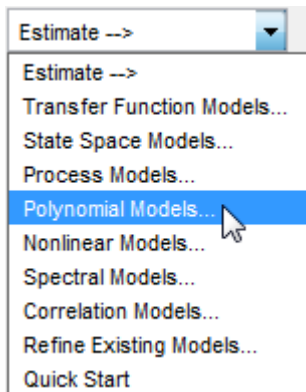 Estimate -->
Estimate -->
Transfer Function Models...
State Space Models...
Process Models...
Polynomial Models...
Nonlinear Models...
Spectral Models...
Correlation Models...
Refine Existing Models...
Quick Start